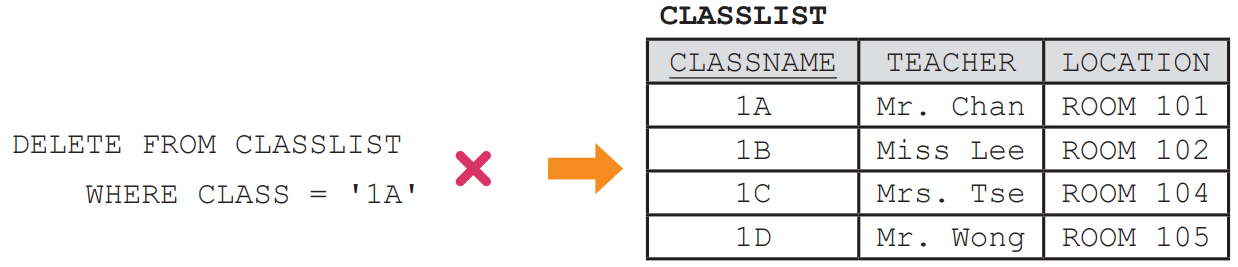 DELETE FROM CLASSLIST
WHERE CLASS = '1A'
CLASSLIST
CLASSNAME TEACHER LOCATION
1A Mr. Chan ROOM 101
1B Miss Lee ROOM 102
1C Mrs. Tse ROOM 104
1D Mr. Wong ROOM 105